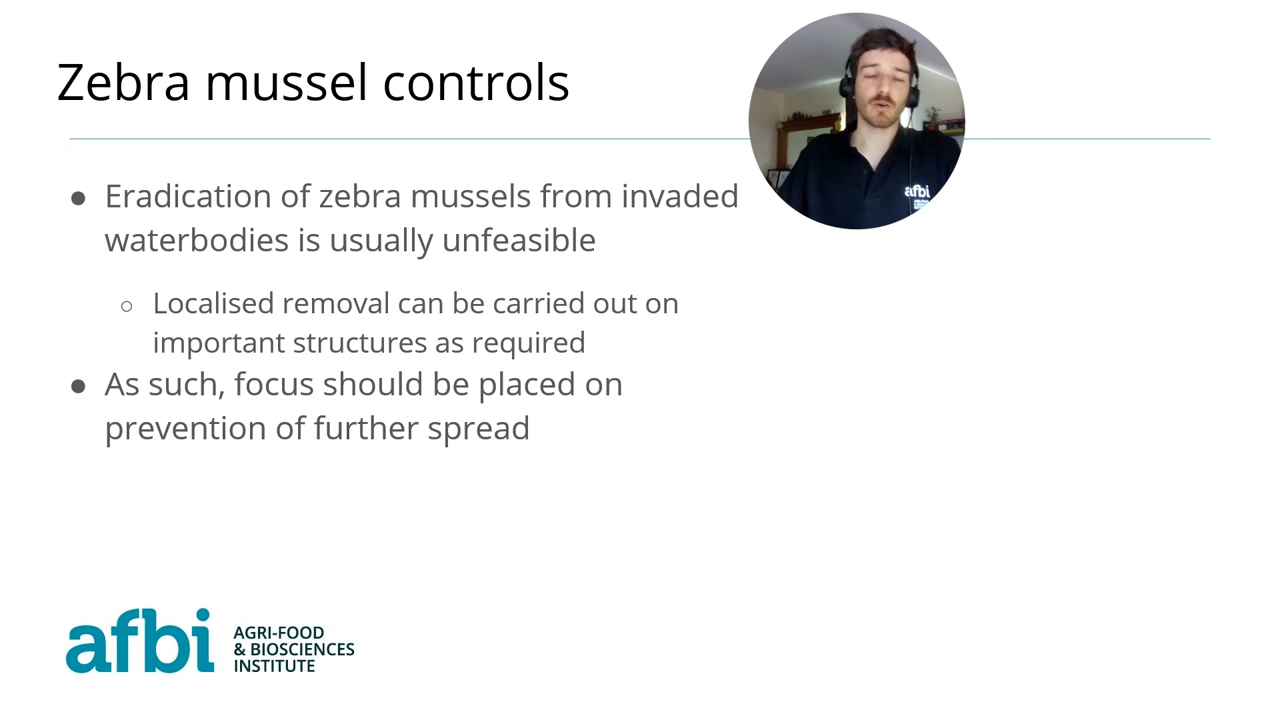 Zebra mussel controls
● Eradication of zebra mussels from invaded
waterbodies is usually unfeasible
○ Localised removal can be carried out on
important structures as required
● As such, focus should be placed on
prevention of further spread
afbi
afbi
AGRI-FOOD
& BIOSCIENCES
INSTITUTE